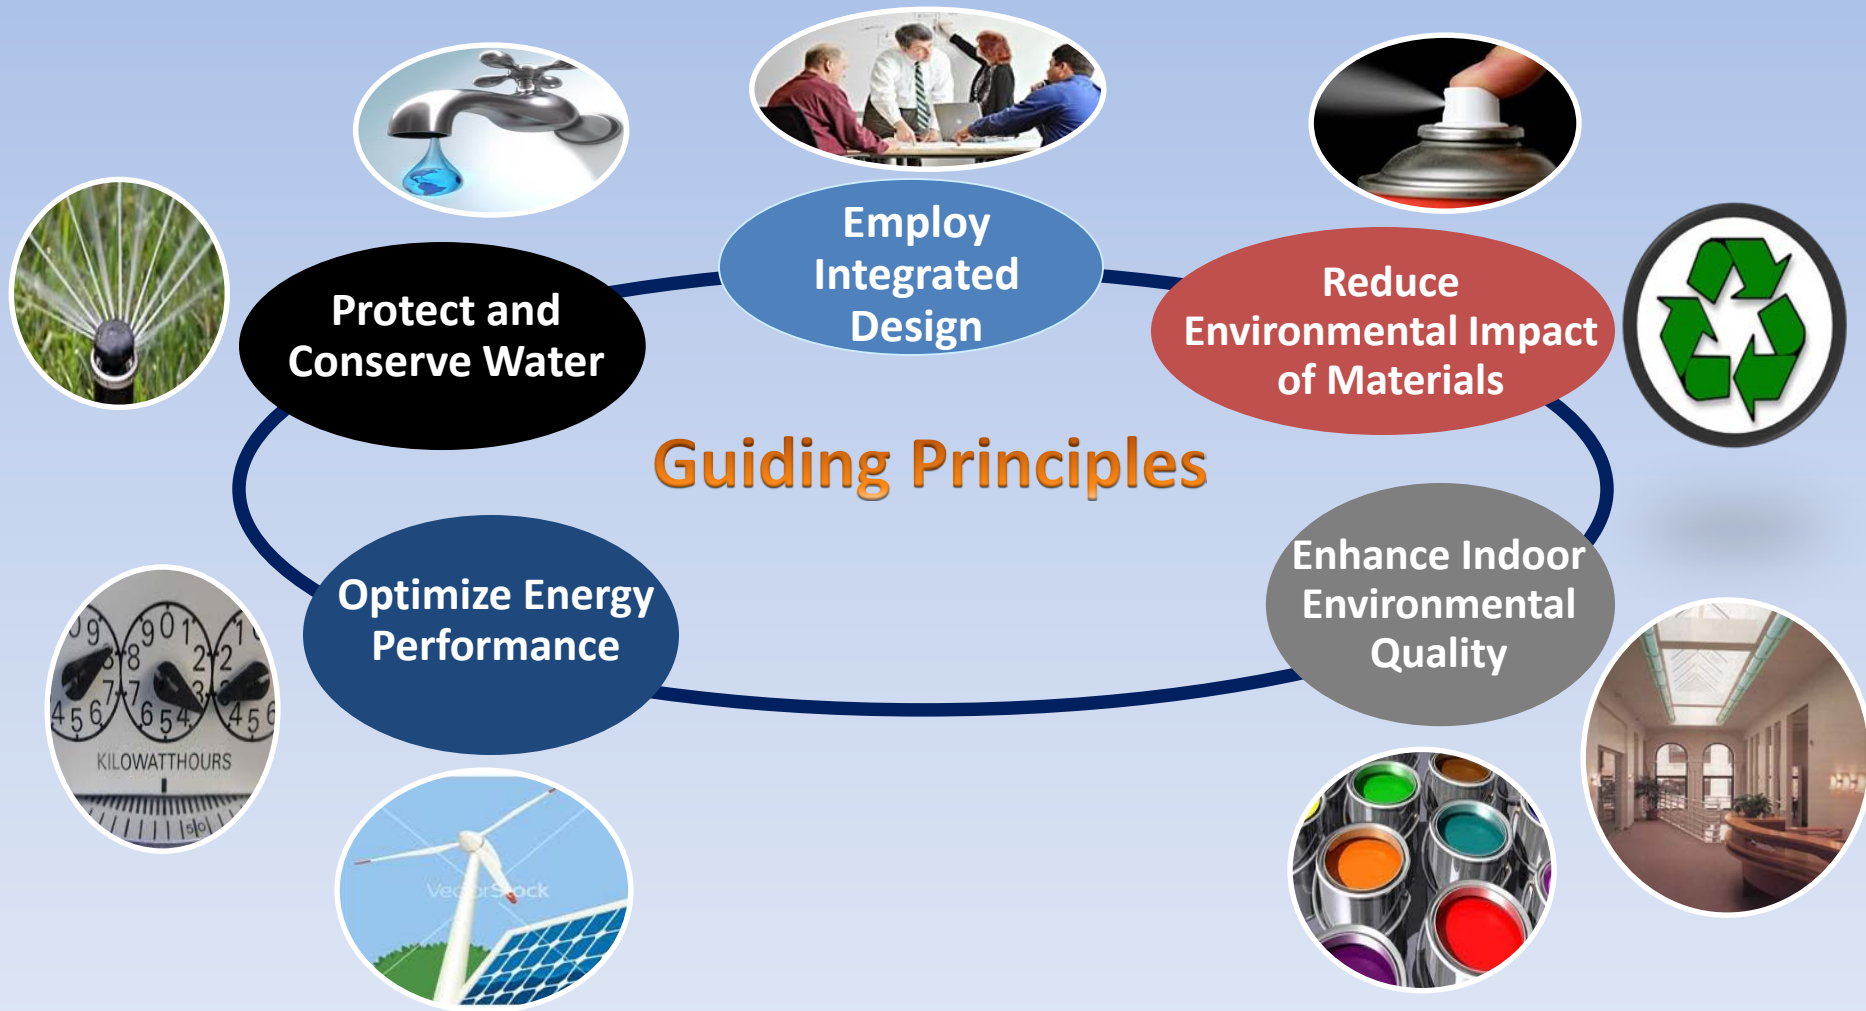 Employ
Integrated
Design
Protect and
Conserve Water
Reduce
Environmental Impact
of Materials
Guiding Principles
Optimize Energy
Performance
Enhance Indoor
Environmental
Quality
KILOWATTHOURS
VectorStock